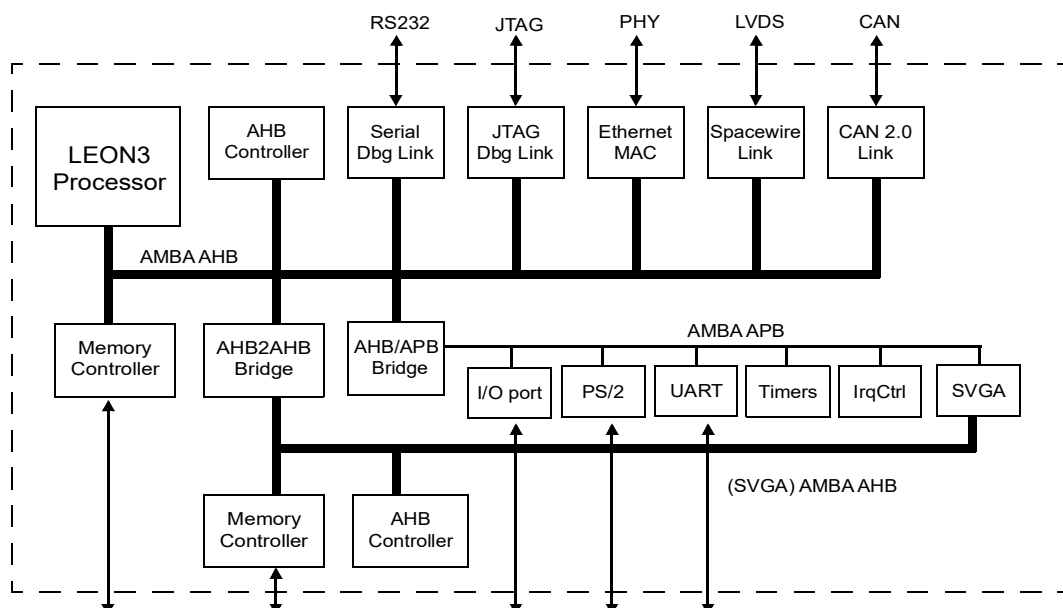 RS232
JTAG
PHY
LVDS
CAN
LEON3
Processor
AHB
Controller
Serial
Dbg Link
JTAG
Dbg Link
Ethernet
MAC
Spacewire
Link
CAN 2.0
Link
AMBA AHB
Memory
Controller
AHB2AHB
Bridge
AHB/APB
Bridge
AMBA APB
I/O port
PS/2
UART
Timers
IrqCtrl
SVGA
(SVGA) AMBA AHB
Memory
Controller
AHB
Controller